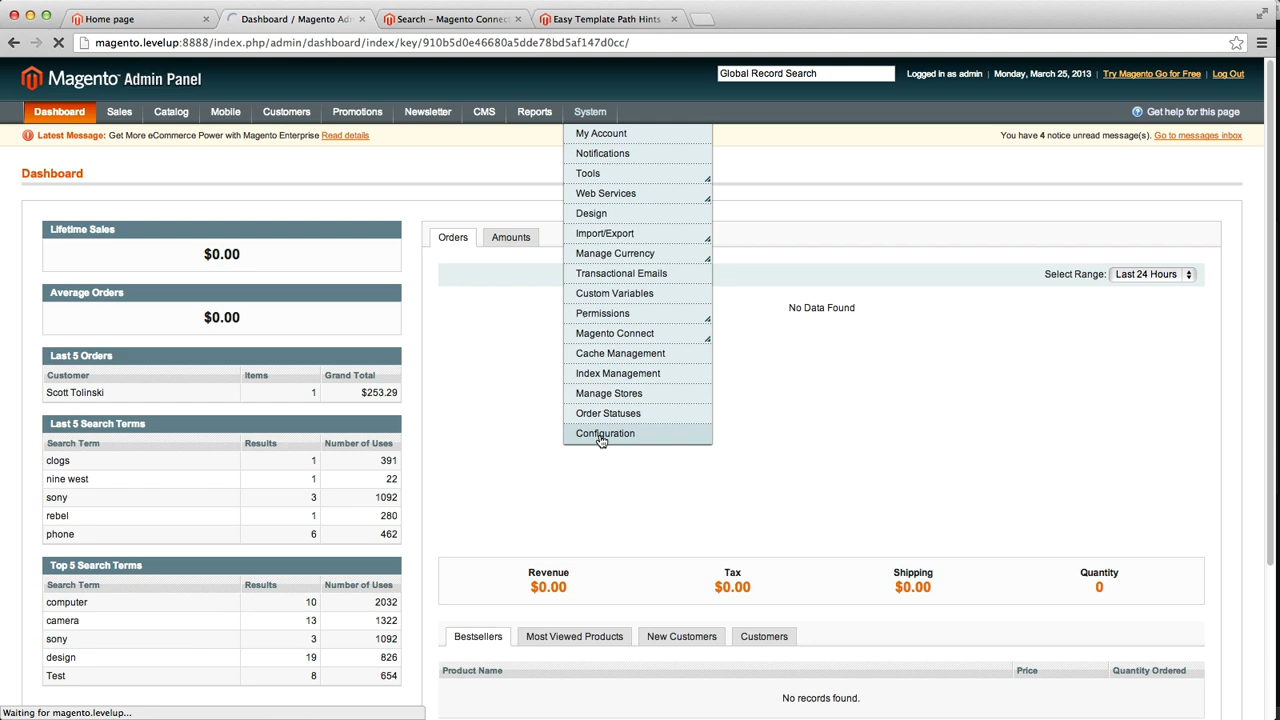 Home page
Dashboard / Magento Adm
Search – Magento Connect
Easy Template Path Hints
magento.levelup:8888/index.php/admin/dashboard/index/key/910b5d0e46680a5dde78bd5af147d0cc/
Magento Admin Panel
Global Record Search
Logged in as admin | Monday, March 25, 2013 | Try Magento Go for Free | Log Out
Dashboard Sales Catalog Mobile Customers Promotions Newsletter CMS Reports System
Get help for this page
Latest Message: Get More eCommerce Power with Magento Enterprise Read details
You have 4 notice unread message(s). Go to messages inbox
My Account
Notifications
Tools
Web Services
Design
Import/Export
Manage Currency
Transactional Emails
Custom Variables
Permissions
Magento Connect
Cache Management
Index Management
Manage Stores
Order Statuses
Configuration
Dashboard
Lifetime Sales
$0.00
Average Orders
$0.00
Last 5 Orders
Customer Items Grand Total
Scott Tolinski 1 $253.29
Last 5 Search Terms
Search Term Results Number of Uses
clogs 1 391
nine west 1 22
sony 3 1092
rebel 1 280
phone 6 462
Top 5 Search Terms
Search Term Results Number of Uses
computer 10 2032
camera 13 1322
sony 3 1092
design 19 826
Test 8 654
Orders Amounts
Select Range: Last 24 Hours
No Data Found
Revenue Tax Shipping Quantity
$0.00 $0.00 $0.00 0
Bestsellers Most Viewed Products New Customers Customers
Product Name Price Quantity Ordered
No records found.
Waiting for magento.levelup...